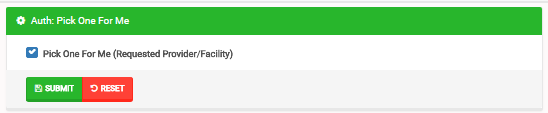 Auth: Pick One For Me
Pick One For Me (Requested Provider/Facility)
SUBMIT RESET